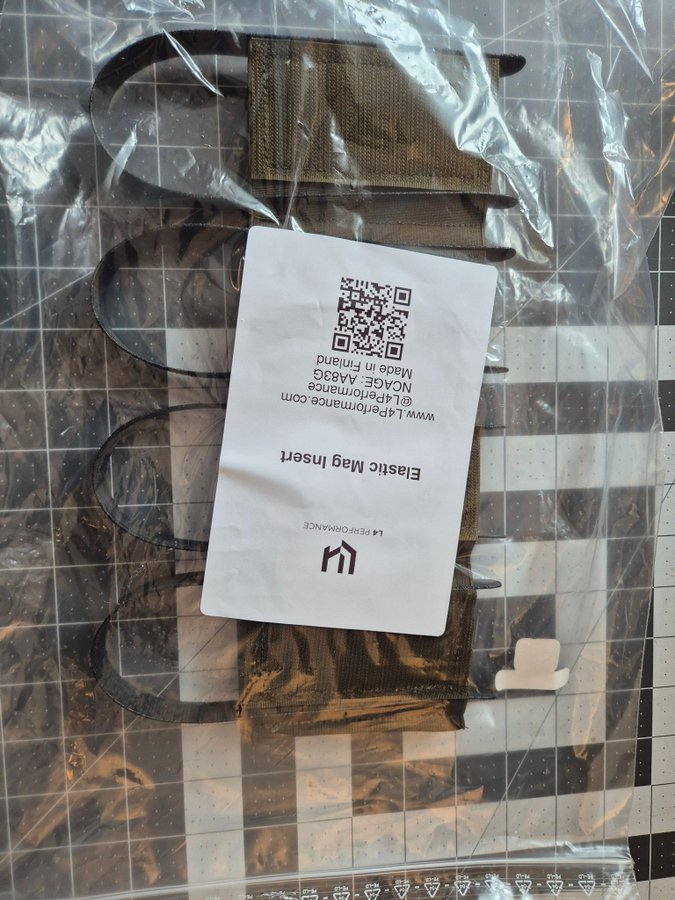 L4 PERFORMANCE
Elastic Mag Insert
www.L4Performance.com
@L4Performance
NCAGE: AA83G
Made in Finland